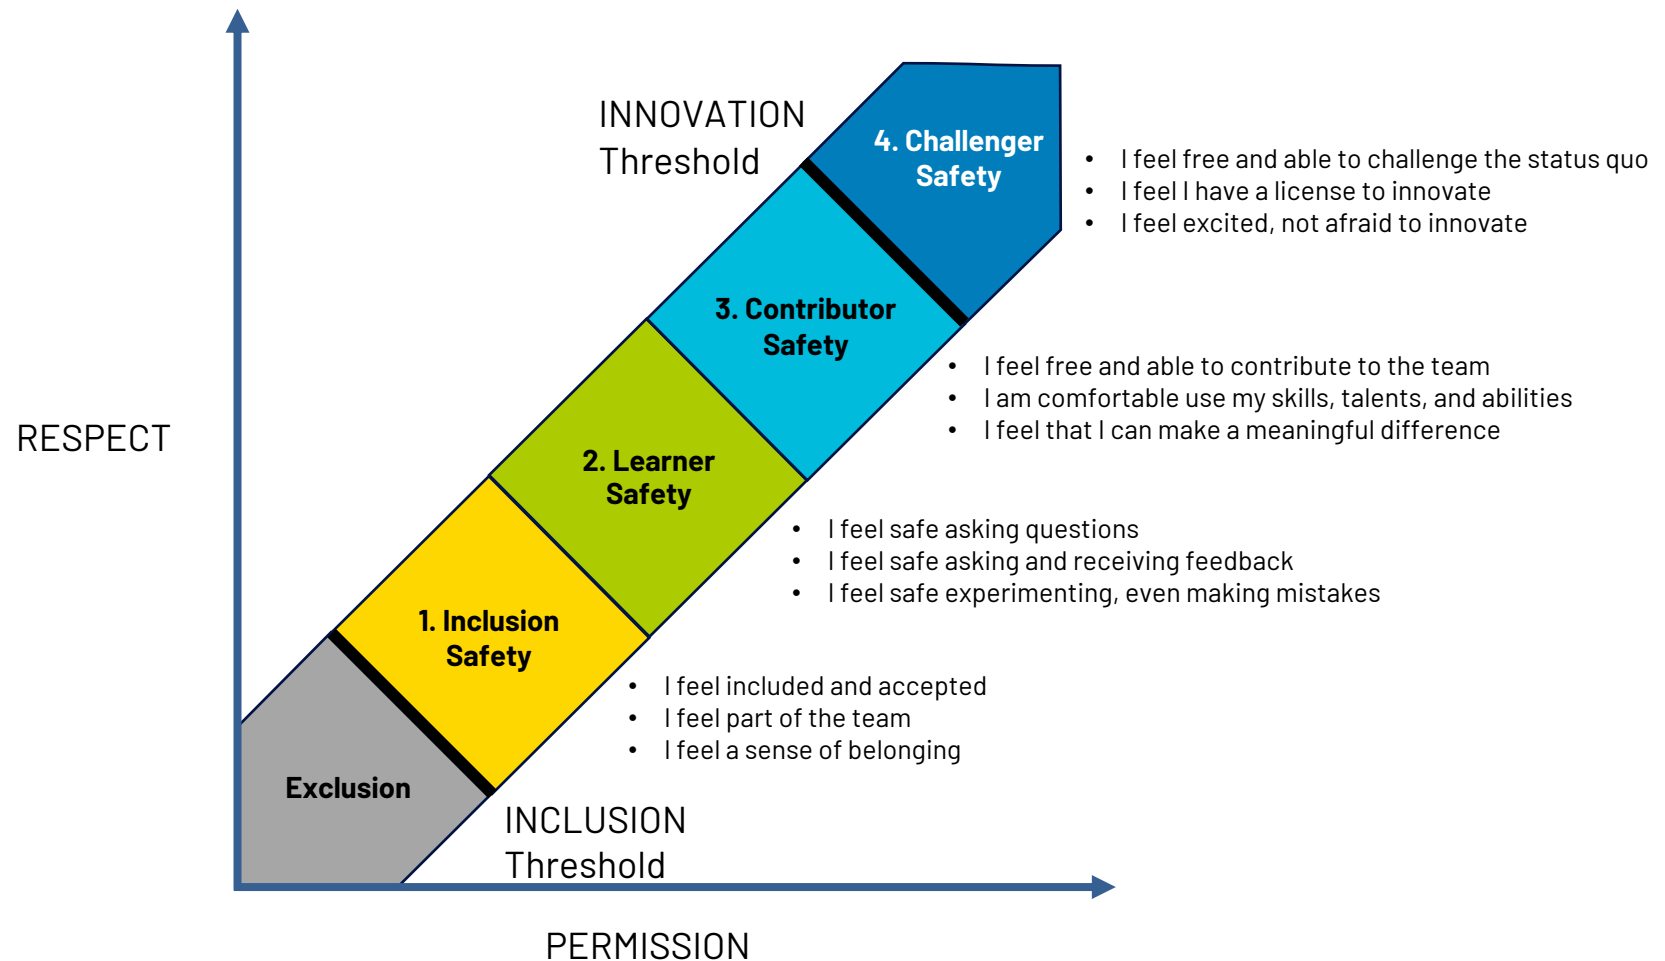 INNOVATION
Threshold
4. Challenger
Safety
• I feel free and able to challenge the status quo
• I feel I have a license to innovate
• I feel excited, not afraid to innovate
3. Contributor
Safety
• I feel free and able to contribute to the team
• I am comfortable use my skills, talents, and abilities
• I feel that I can make a meaningful difference
RESPECT
2. Learner
Safety
• I feel safe asking questions
• I feel safe asking and receiving feedback
• I feel safe experimenting, even making mistakes
1. Inclusion
Safety
• I feel included and accepted
• I feel part of the team
• I feel a sense of belonging
Exclusion
INCLUSION
Threshold
PERMISSION